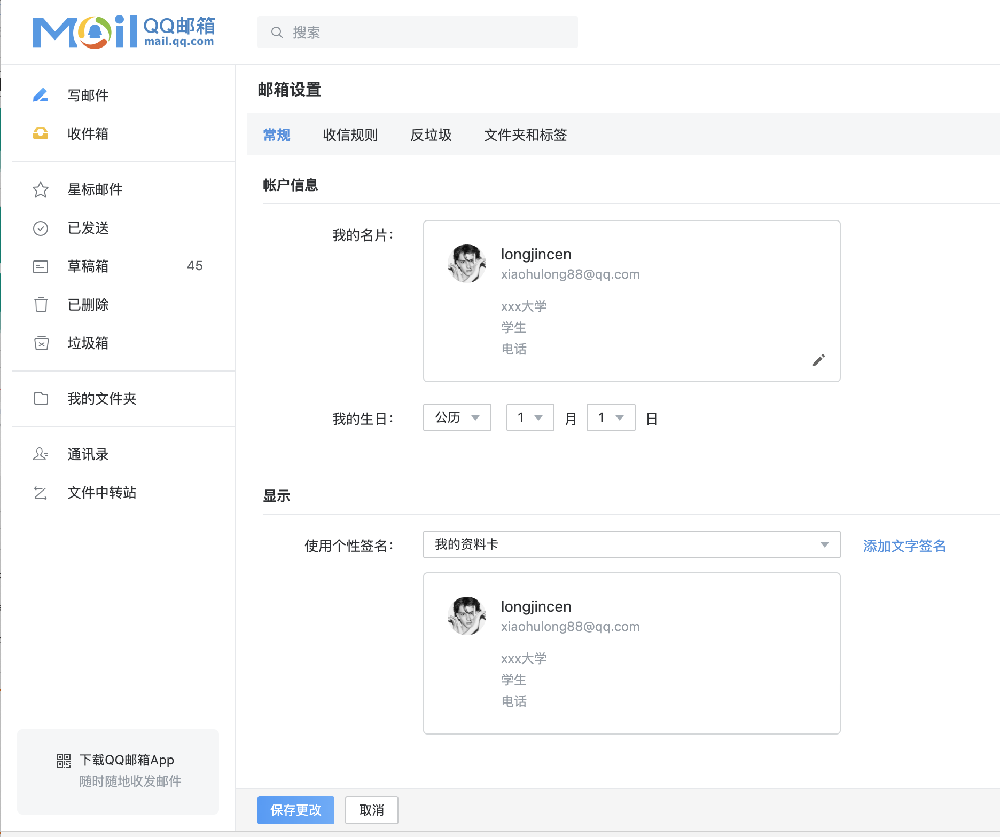 Mail QQ邮箱
mail.qq.com
搜索
写邮件
收件箱
星标邮件
已发送
草稿箱 45
已删除
垃圾箱
我的文件夹
通讯录
文件中转站
下载QQ邮箱App
随时随地收发邮件
邮箱设置
常规 收信规则 反垃圾 文件夹和标签
帐户信息
我的名片：
longjincen
xiaohulong88@qq.com
xxx大学
学生
电话
我的生日： 公历 1 月 1 日
显示
使用个性签名： 我的资料卡 添加文字签名
longjincen
xiaohulong88@qq.com
xxx大学
学生
电话
保存更改 取消